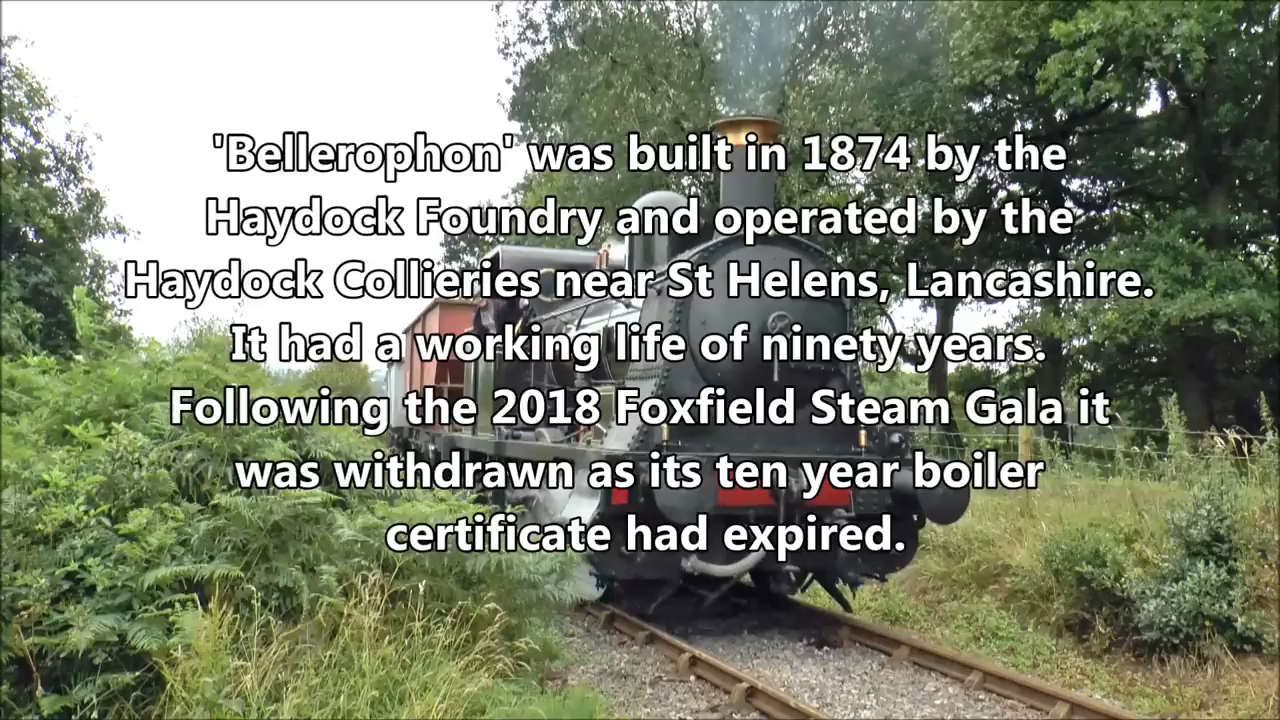 'Bellerophon' was built in 1874 by the
Haydock Foundry and operated by the
Haydock Collieries near St Helens, Lancashire.
It had a working life of ninety years.
Following the 2018 Foxfield Steam Gala it
was withdrawn as its ten year boiler
certificate had expired.